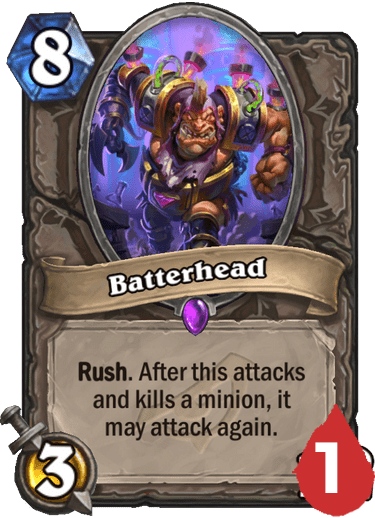 8
Batterhead
Rush. After this attacks
and kills a minion, it
may attack again.
3
1